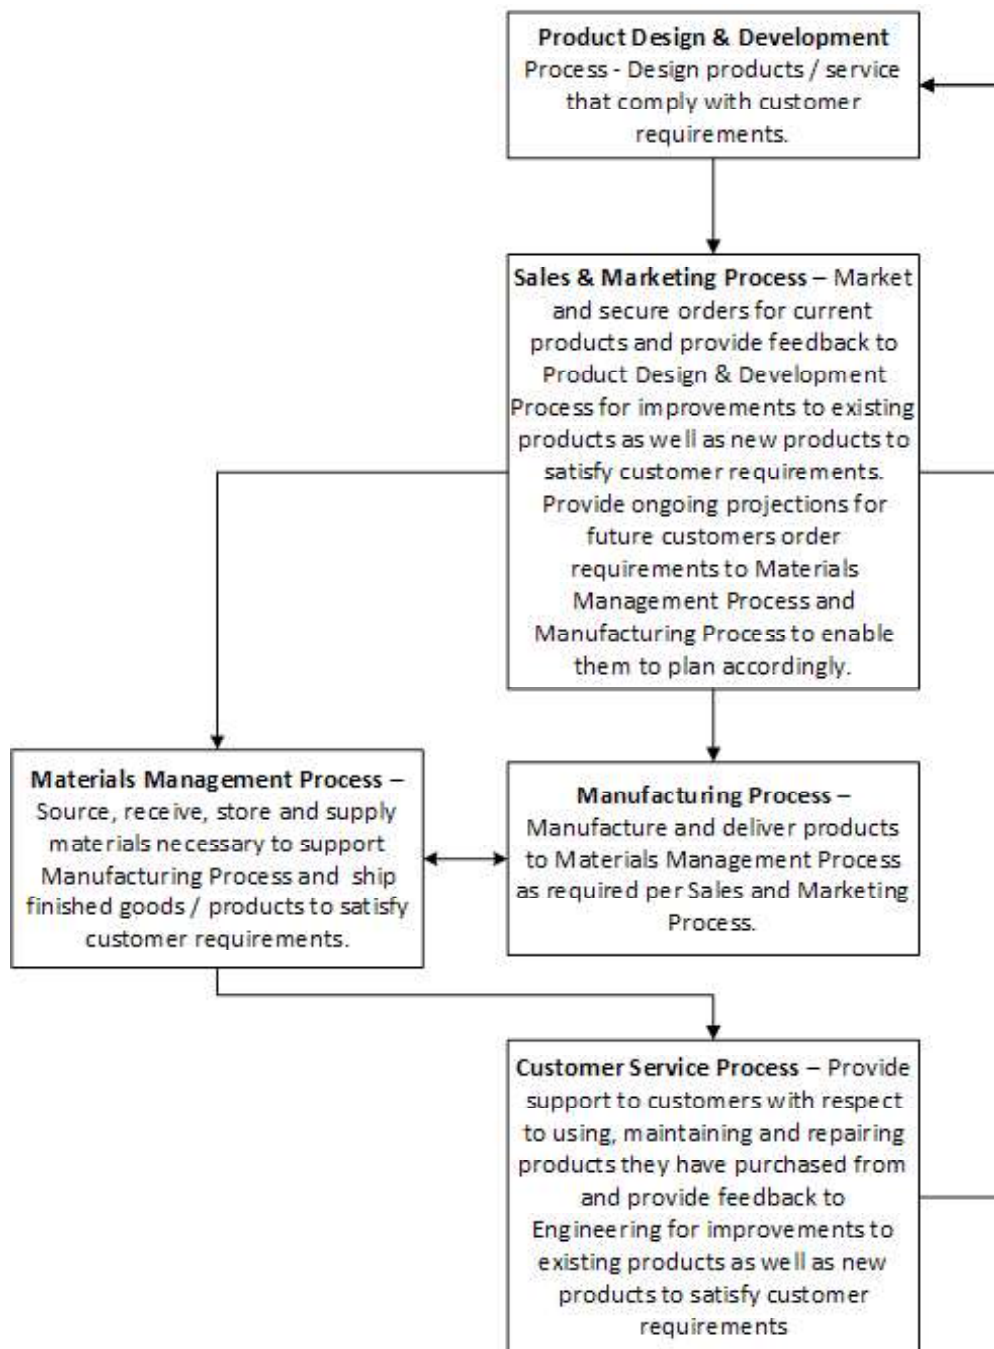 Product Design & Development
Process - Design products / service
that comply with customer
requirements.
Sales & Marketing Process – Market
and secure orders for current
products and provide feedback to
Product Design & Development
Process for improvements to existing
products as well as new products to
satisfy customer requirements.
Provide ongoing projections for
future customers order
requirements to Materials
Management Process and
Manufacturing Process to enable
them to plan accordingly.
Materials Management Process –
Source, receive, store and supply
materials necessary to support
Manufacturing Process and ship
finished goods / products to satisfy
customer requirements.
Manufacturing Process –
Manufacture and deliver products
to Materials Management Process
as required per Sales and Marketing
Process.
Customer Service Process – Provide
support to customers with respect
to using, maintaining and repairing
products they have purchased from
and provide feedback to
Engineering for improvements to
existing products as well as new
products to satisfy customer
requirements